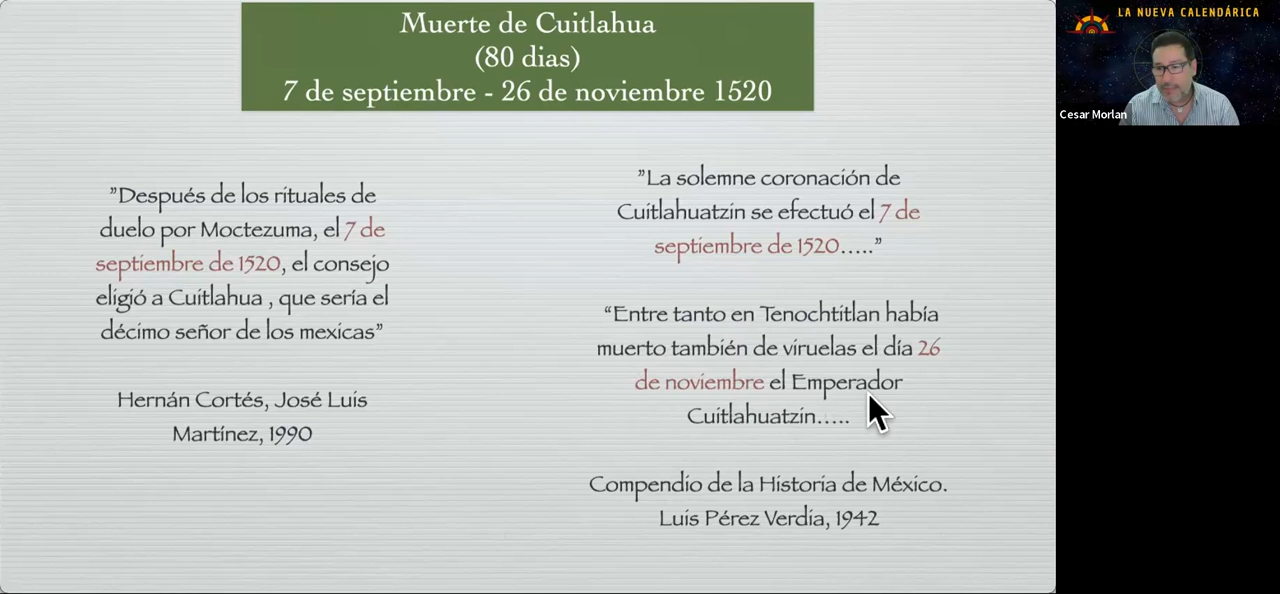 Muerte de Cuitlahua
(80 dias)
7 de septiembre - 26 de noviembre 1520
”Después de los rituales de
duelo por Moctezuma, el 7 de
septiembre de 1520, el consejo
eligió a Cuitlahua , que sería el
décimo señor de los mexicas”
Hernán Cortés, José Luis
Martínez, 1990
”La solemne coronación de
Cuitlahuatzin se efectuó el 7 de
septiembre de 1520…..”
“Entre tanto en Tenochtitlan había
muerto también de viruelas el día 26
de noviembre el Emperador
Cuitlahuatzin…..
Compendio de la Historia de México.
Luis Pérez Verdia, 1942
LA NUEVA CALENDÁRICA
Cesar Morlan